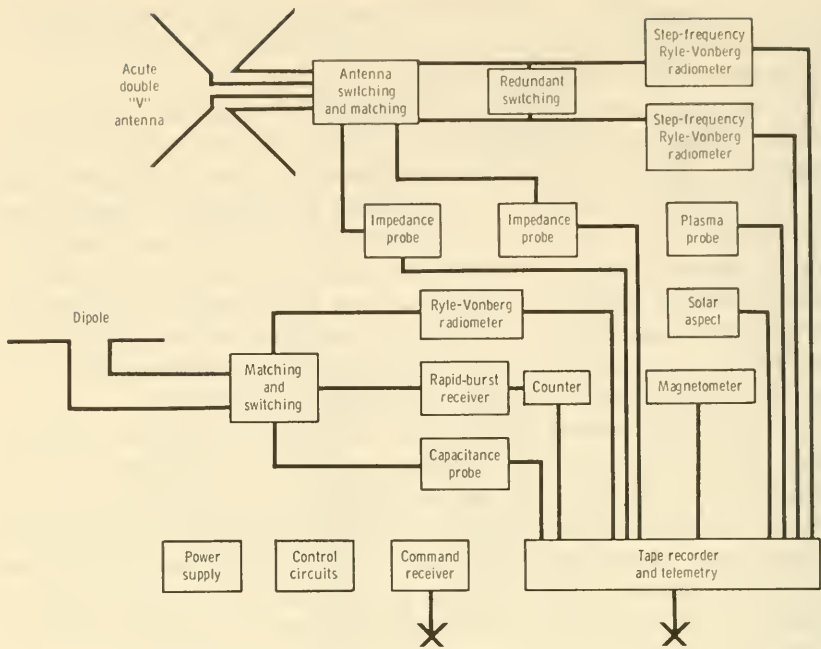 Acute
double
"V"
antenna
Antenna
switching
and matching
Redundant
switching
Step-frequency
Ryle-Vonberg
radiometer
Step-frequency
Ryle-Vonberg
radiometer
Impedance
probe
Impedance
probe
Plasma
probe
Dipole
Ryle-Vonberg
radiometer
Solar
aspect
Matching
and
switching
Rapid-burst
receiver
Counter
Magnetometer
Capacitance
probe
Power
supply
Control
circuits
Command
receiver
Tape recorder
and telemetry